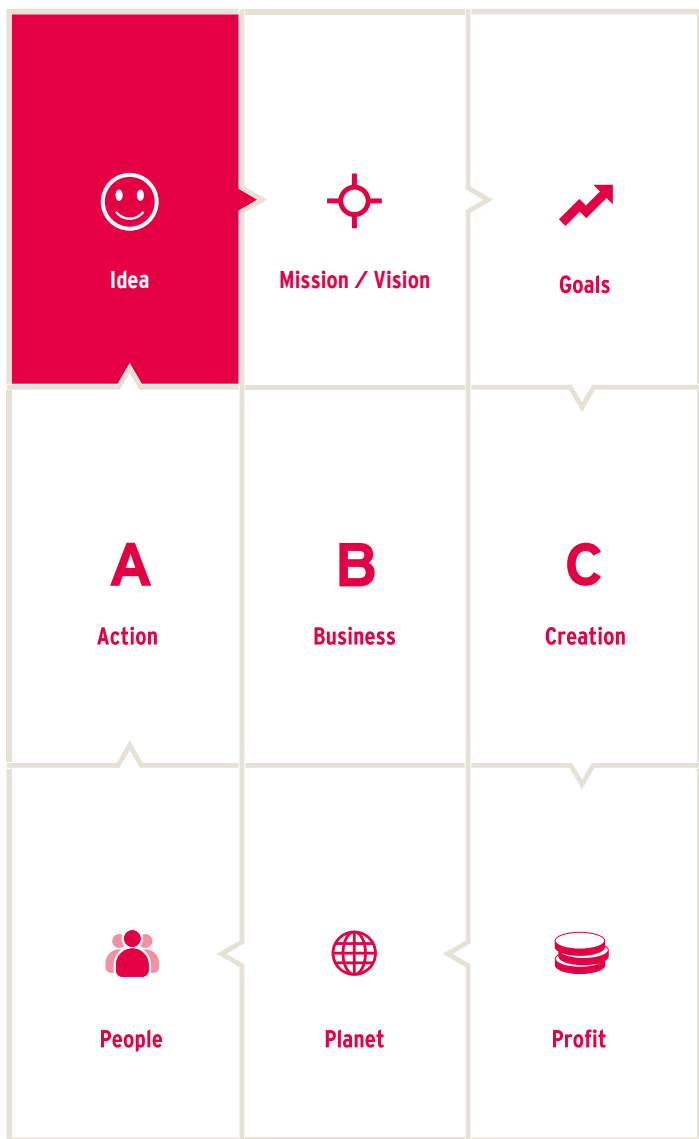 Idea
Mission / Vision
Goals
A
Action
B
Business
C
Creation
People
Planet
Profit